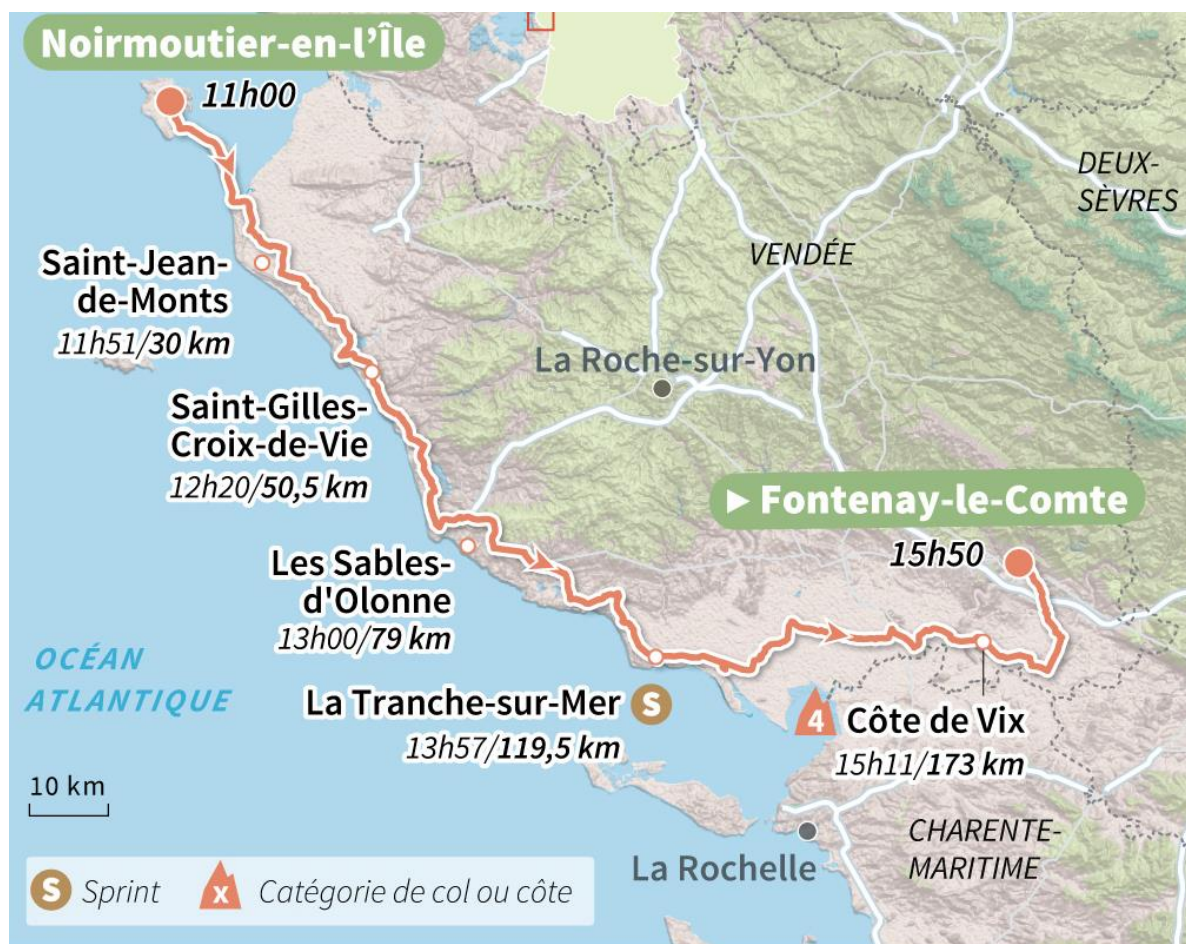 Noirmoutier-en-l'Île
11h00
DEUX-
SÈVRES
VENDÉE
Saint-Jean-
de-Monts
11h51/30 km
La Roche-sur-Yon
Saint-Gilles-
Croix-de-Vie
12h20/50,5 km
► Fontenay-le-Comte
15h50
Les Sables-
d'Olonne
13h00/79 km
OCÉAN
ATLANTIQUE
La Tranche-sur-Mer S
13h57/119,5 km
4 Côte de Vix
15h11/173 km
10 km
CHARENTE-
MARITIME
La Rochelle
S Sprint x Catégorie de col ou côte